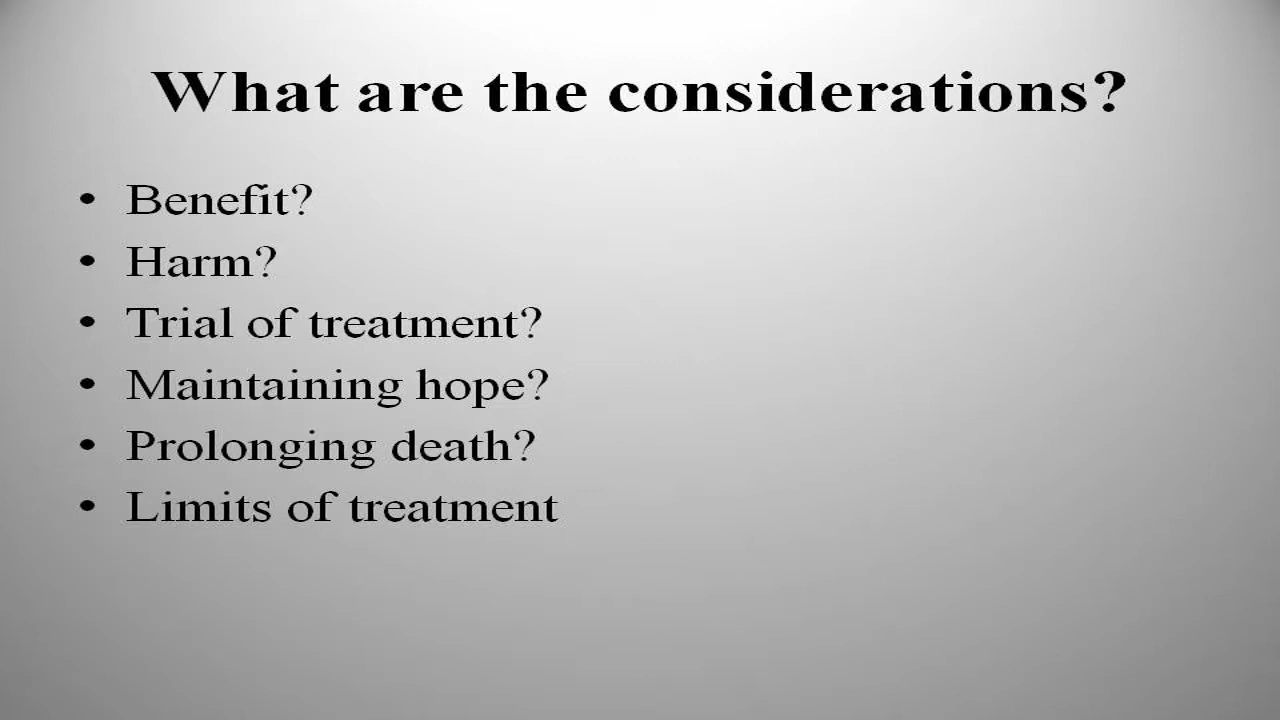 What are the considerations?
• Benefit?
• Harm?
• Trial of treatment?
• Maintaining hope?
• Prolonging death?
• Limits of treatment